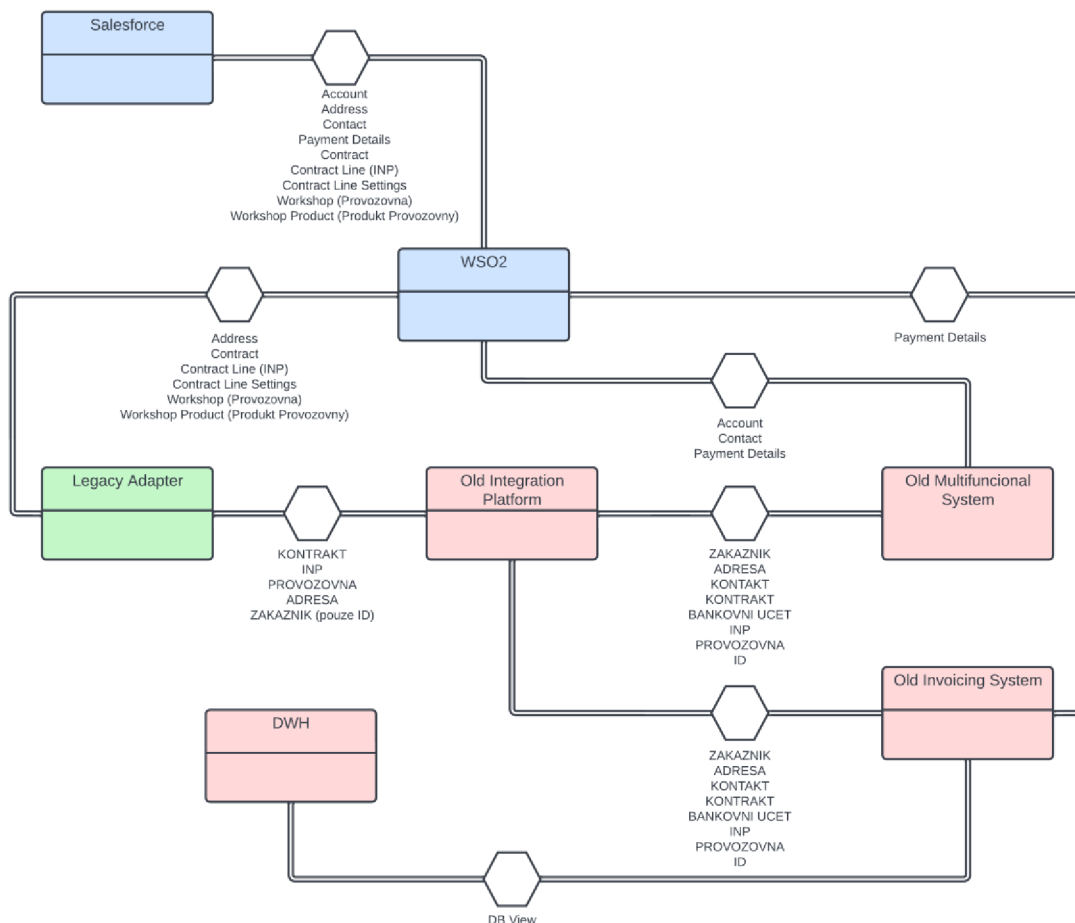 Salesforce
Account
Address
Contact
Payment Details
Contract
Contract Line (INP)
Contract Line Settings
Workshop (Provozovna)
Workshop Product (Produkt Provozovny)
WSO2
Address
Contract
Contract Line (INP)
Contract Line Settings
Workshop (Provozovna)
Workshop Product (Produkt Provozovny)
Payment Details
Account
Contact
Payment Details
Legacy Adapter
KONTRAKT
INP
PROVOZOVNA
ADRESA
ZAKAZNIK (pouze ID)
Old Integration
Platform
ZAKAZNIK
ADRESA
KONTAKT
KONTRAKT
BANKOVNI UCET
INP
PROVOZOVNA
ID
Old Multifuncional
System
Old Invoicing System
ZAKAZNIK
ADRESA
KONTAKT
KONTRAKT
BANKOVNI UCET
INP
PROVOZOVNA
ID
DWH
DB View